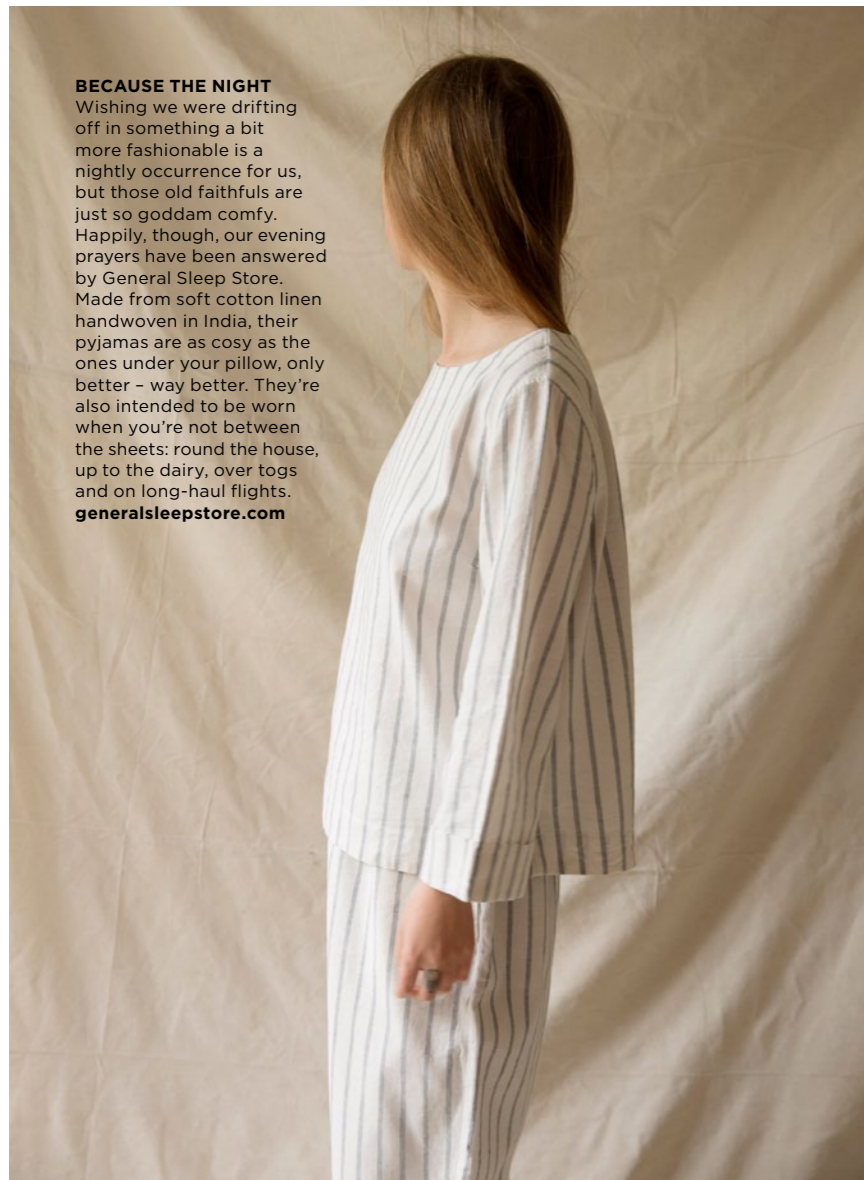 BECAUSE THE NIGHT
Wishing we were drifting
off in something a bit
more fashionable is a
nightly occurrence for us,
but those old faithfuls are
just so goddam comfy.
Happily, though, our evening
prayers have been answered
by General Sleep Store.
Made from soft cotton linen
handwoven in India, their
pyjamas are as cosy as the
ones under your pillow, only
better – way better. They’re
also intended to be worn
when you’re not between
the sheets: round the house,
up to the dairy, over togs
and on long-haul flights.
generalsleepstore.com